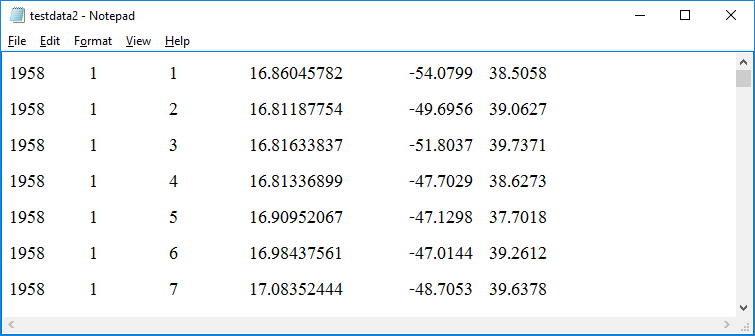 testdata2 - Notepad
File Edit Format View Help
1958 1 1 16.86045782 -54.0799 38.5058
1958 1 2 16.81187754 -49.6956 39.0627
1958 1 3 16.81633837 -51.8037 39.7371
1958 1 4 16.81336899 -47.7029 38.6273
1958 1 5 16.90952067 -47.1298 37.7018
1958 1 6 16.98437561 -47.0144 39.2612
1958 1 7 17.08352444 -48.7053 39.6378